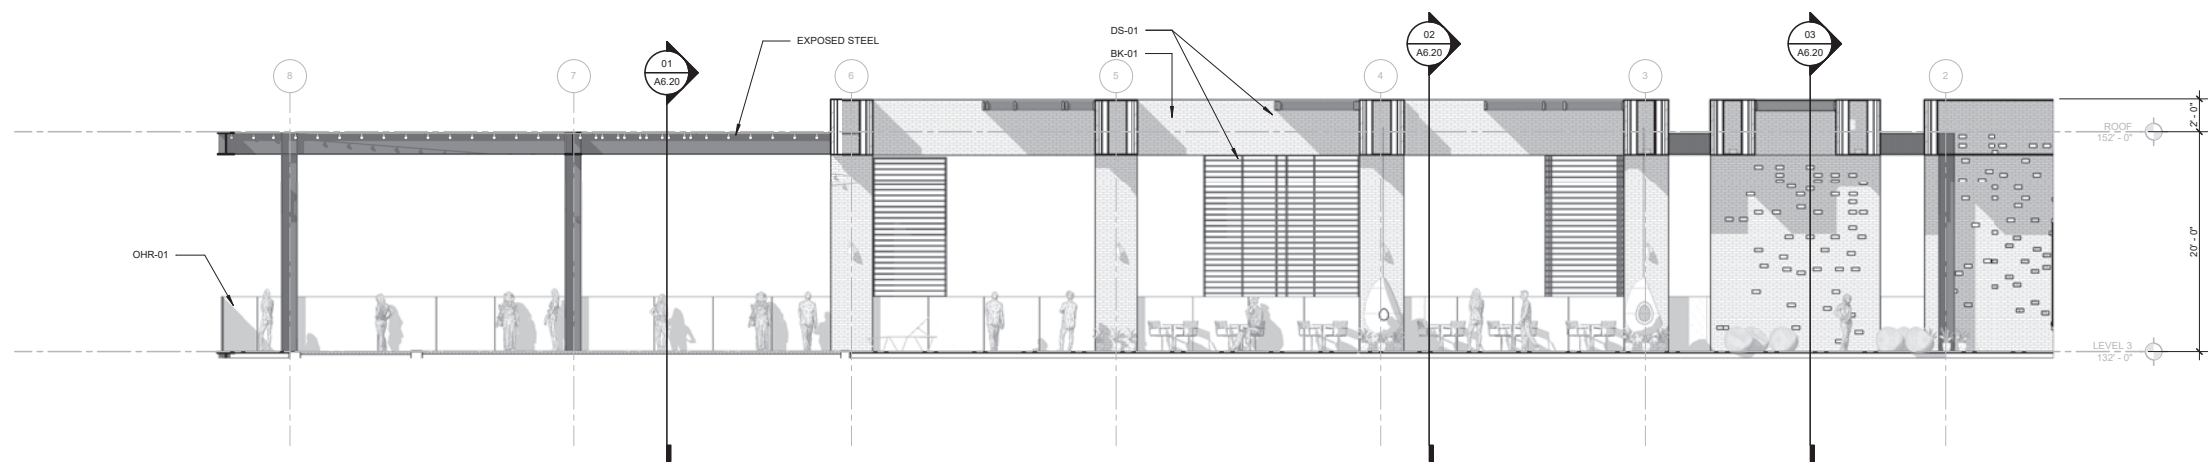 DS-01
BK-01
EXPOSED STEEL
01
A6.20
02
A6.20
03
A6.20
8
7
6
5
4
3
2
2' - 0"
ROOF
152' - 0"
20' - 0"
OHR-01
LEVEL 3
132' - 0"